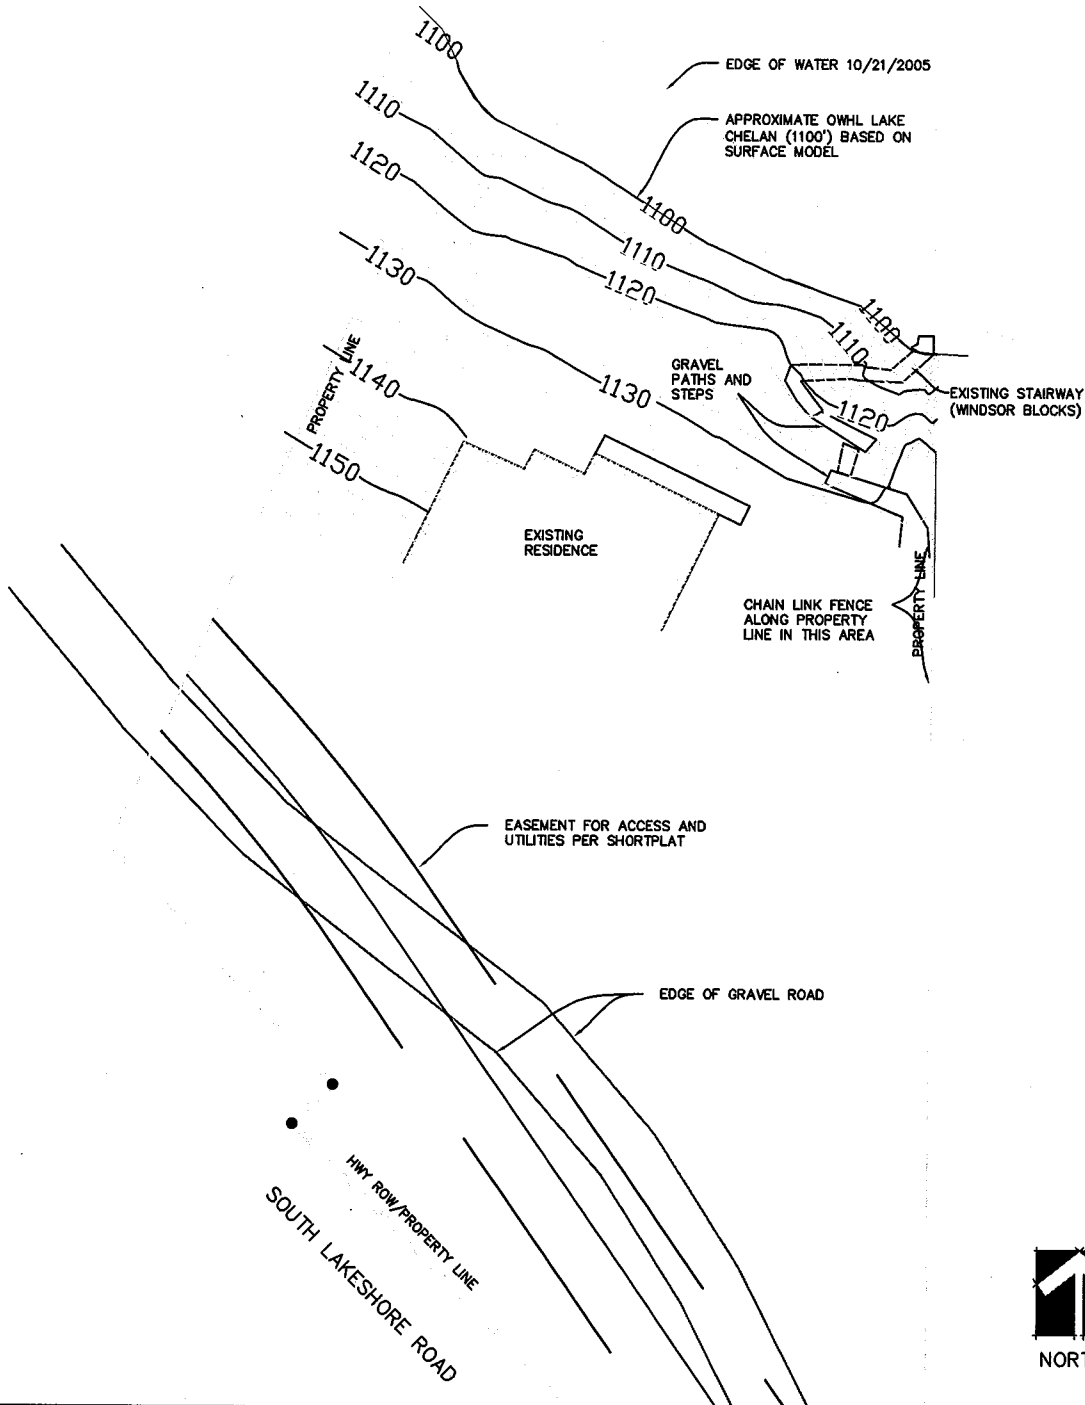 1100
EDGE OF WATER 10/21/2005
1110
APPROXIMATE OWHL LAKE
CHELAN (1100') BASED ON
SURFACE MODEL
1120
1100
1130
1110
1120
1100
1110
PROPERTY LINE
1140
GRAVEL
PATHS AND
STEPS
1130
EXISTING STAIRWAY
(WINDSOR BLOCKS)
1120
1150
EXISTING
RESIDENCE
CHAIN LINK FENCE
ALONG PROPERTY
LINE IN THIS AREA
PROPERTY LINE
EASEMENT FOR ACCESS AND
UTILITIES PER SHORTPLAT
EDGE OF GRAVEL ROAD
HWY ROW/PROPERTY LINE
SOUTH LAKESHORE ROAD
NORT